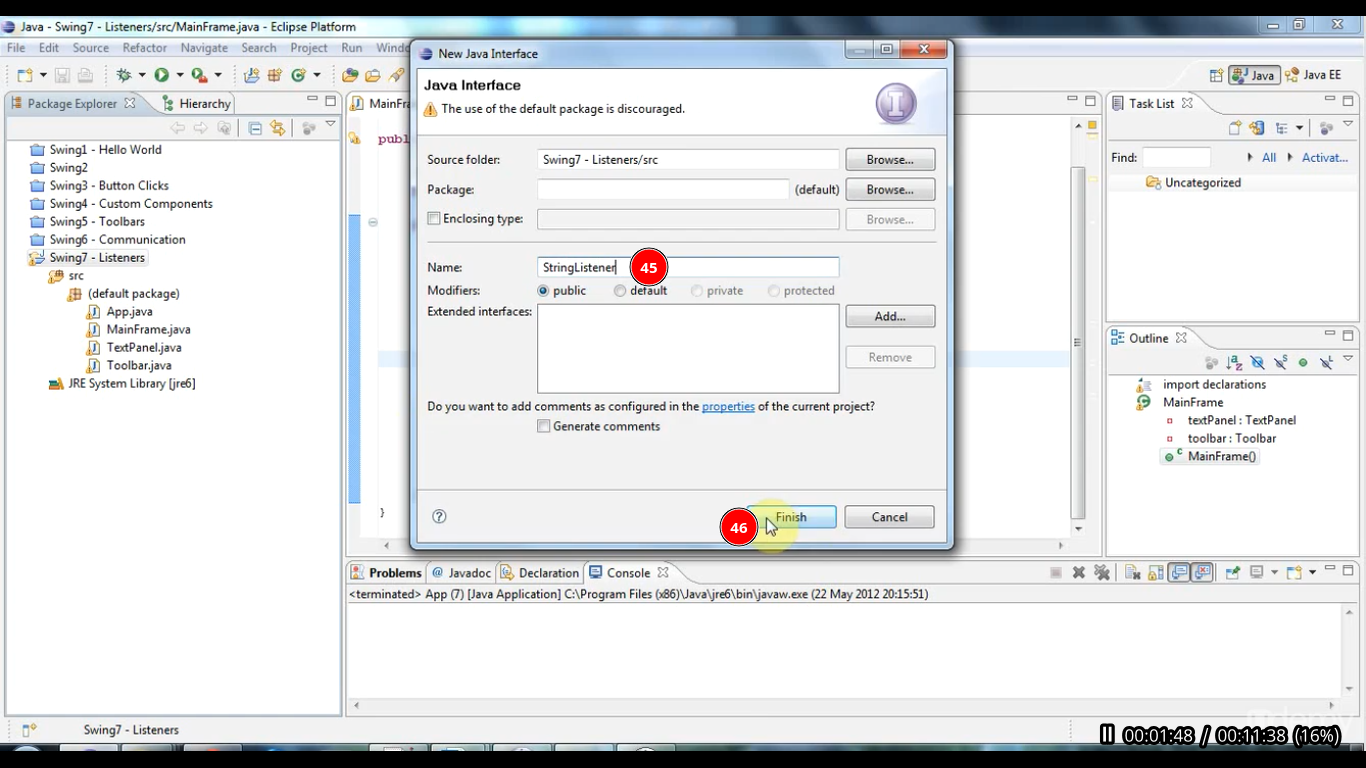 Java - Swing7 - Listeners/src/MainFrame.java - Eclipse Platform
File Edit Source Refactor Navigate Search Project Run Windo
Java Java EE
Package Explorer Hierarchy
Swing1 - Hello World
Swing2
Swing3 - Button Clicks
Swing4 - Custom Components
Swing5 - Toolbars
Swing6 - Communication
Swing7 - Listeners
src
(default package)
App.java
MainFrame.java
TextPanel.java
Toolbar.java
JRE System Library [jre6]
MainFra
publ
}
New Java Interface
Java Interface
The use of the default package is discouraged.
Source folder: Swing7 - Listeners/src Browse...
Package: (default) Browse...
Enclosing type: Browse...
Name: StringListener 45
Modifiers: public default private protected
Extended interfaces: Add...
Remove
Do you want to add comments as configured in the properties of the current project?
Generate comments
46 Finish Cancel
Task List
Find: All Activat...
Uncategorized
Outline
import declarations
MainFrame
textPanel : TextPanel
toolbar : Toolbar
MainFrame()
Problems Javadoc Declaration Console
<terminated> App (7) [Java Application] C:\Program Files (x86)\Java\jre6\bin\javaw.exe (22 May 2012 20:15:51)
Swing7 - Listeners
00:01:48 / 00:11:38 (16%)